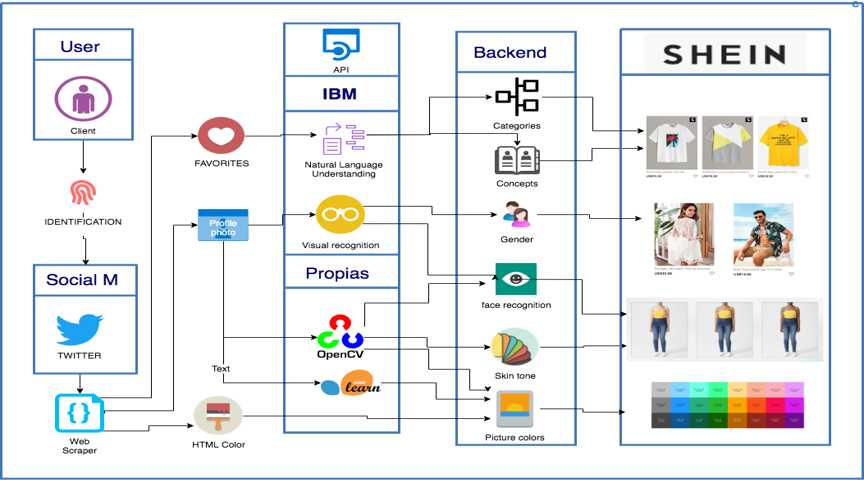 User
Client
IDENTIFICATION
Social M
TWITTER
Web
Scraper
FAVORITES
Profile
photo
Text
HTML Color
API
IBM
Natural Language
Understanding
Visual recognition
Propias
OpenCV
learn
Backend
Categories
Concepts
Gender
face recognition
Skin tone
Picture colors
SHEIN